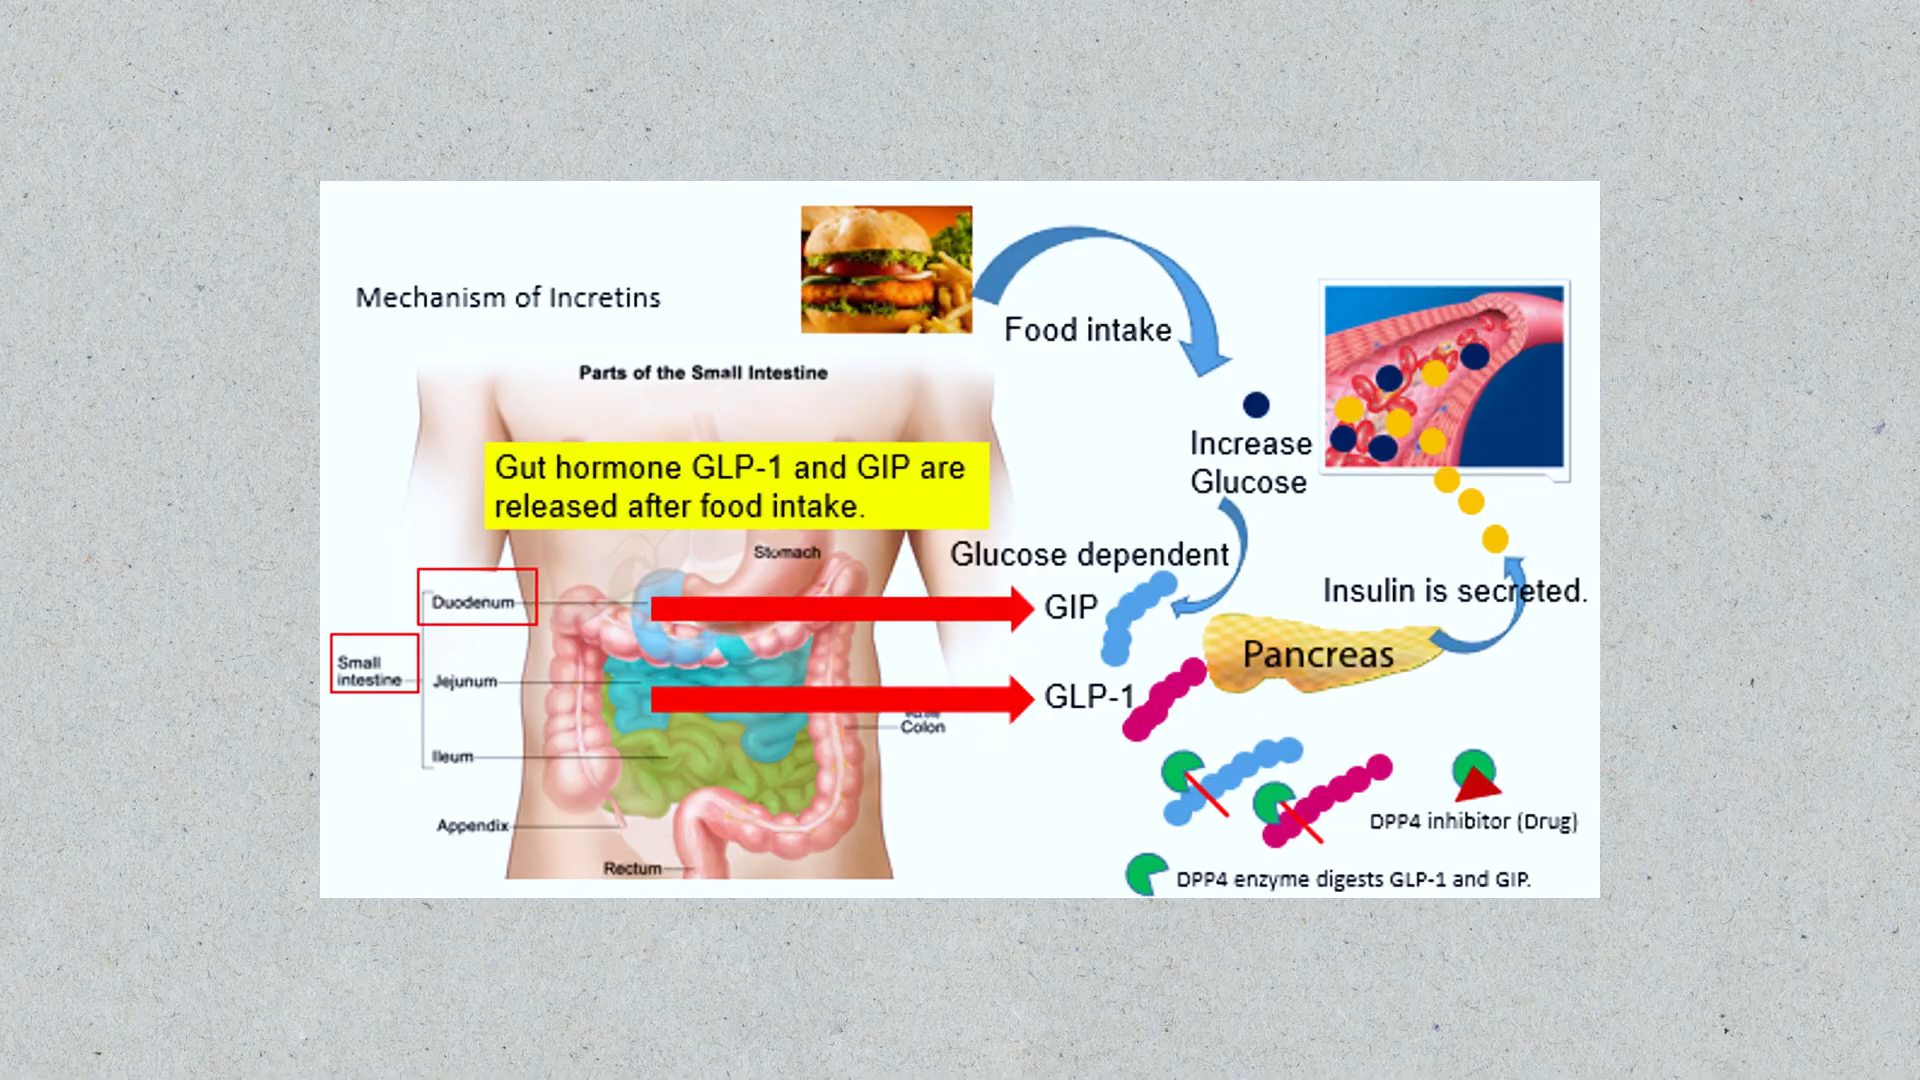 Mechanism of Incretins
Food intake
Parts of the Small Intestine
Gut hormone GLP-1 and GIP are
released after food intake.
Increase
Glucose
Stomach
Glucose dependent
Duodenum
GIP
Insulin is secreted.
Small
intestine
Jejunum
Pancreas
GLP-1
Colon
Ileum
Appendix
Rectum
DPP4 inhibitor (Drug)
DPP4 enzyme digests GLP-1 and GIP.